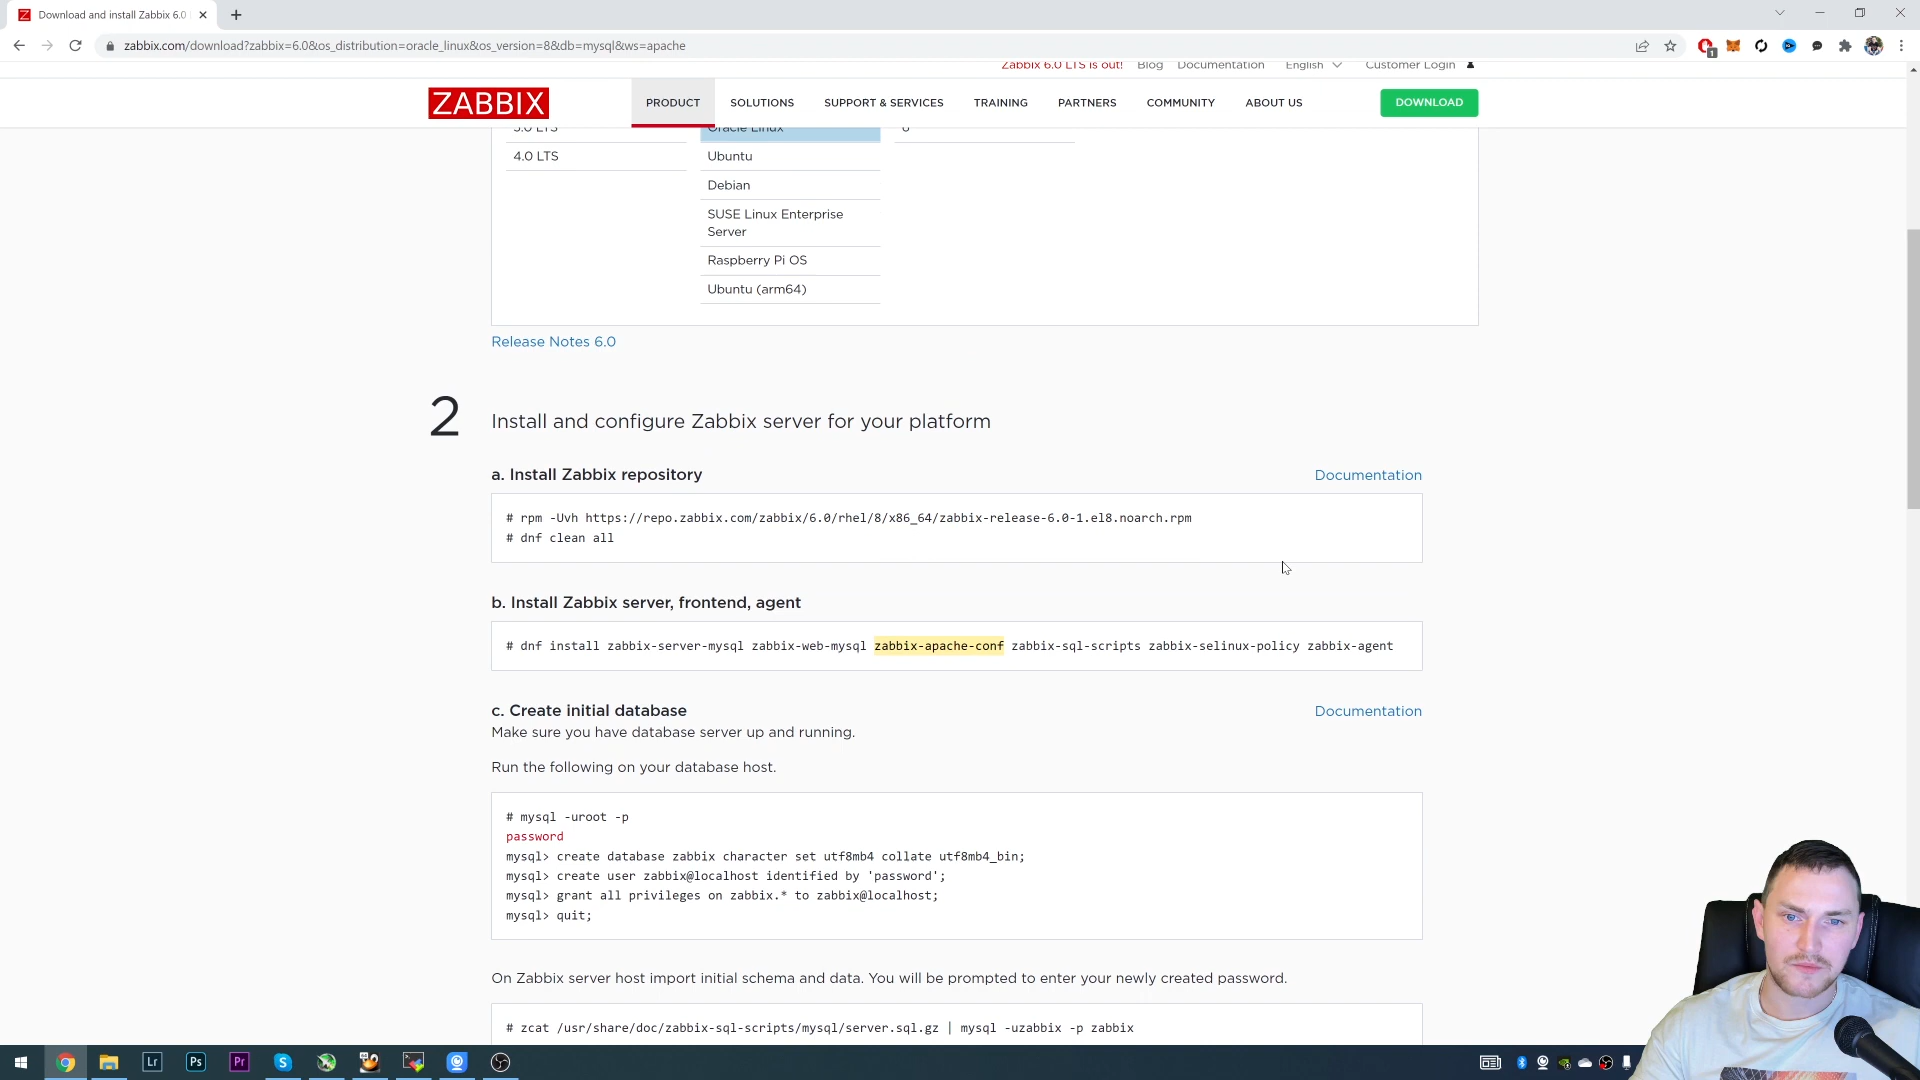 Download and install Zabbix 6.0
zabbix.com/download?zabbix=6.0&os_distribution=oracle_linux&os_version=8&db=mysql&ws=apache
1
Zabbix 6.0 LTS is out! Blog Documentation English Customer Login
ZABBIX PRODUCT SOLUTIONS SUPPORT & SERVICES TRAINING PARTNERS COMMUNITY ABOUT US DOWNLOAD
5.0 LTS Oracle Linux
4.0 LTS Ubuntu
Debian
SUSE Linux Enterprise
Server
Raspberry Pi OS
Ubuntu (arm64)
Release Notes 6.0
2 Install and configure Zabbix server for your platform
a. Install Zabbix repository Documentation
# rpm -Uvh https://repo.zabbix.com/zabbix/6.0/rhel/8/x86_64/zabbix-release-6.0-1.el8.noarch.rpm
# dnf clean all
b. Install Zabbix server, frontend, agent
# dnf install zabbix-server-mysql zabbix-web-mysql zabbix-apache-conf zabbix-sql-scripts zabbix-selinux-policy zabbix-agent
c. Create initial database Documentation
Make sure you have database server up and running.
Run the following on your database host.
# mysql -uroot -p
password
mysql> create database zabbix character set utf8mb4 collate utf8mb4_bin;
mysql> create user zabbix@localhost identified by 'password';
mysql> grant all privileges on zabbix.* to zabbix@localhost;
mysql> quit;
On Zabbix server host import initial schema and data. You will be prompted to enter your newly created password.
# zcat /usr/share/doc/zabbix-sql-scripts/mysql/server.sql.gz | mysql -uzabbix -p zabbix
Lr Ps Pr